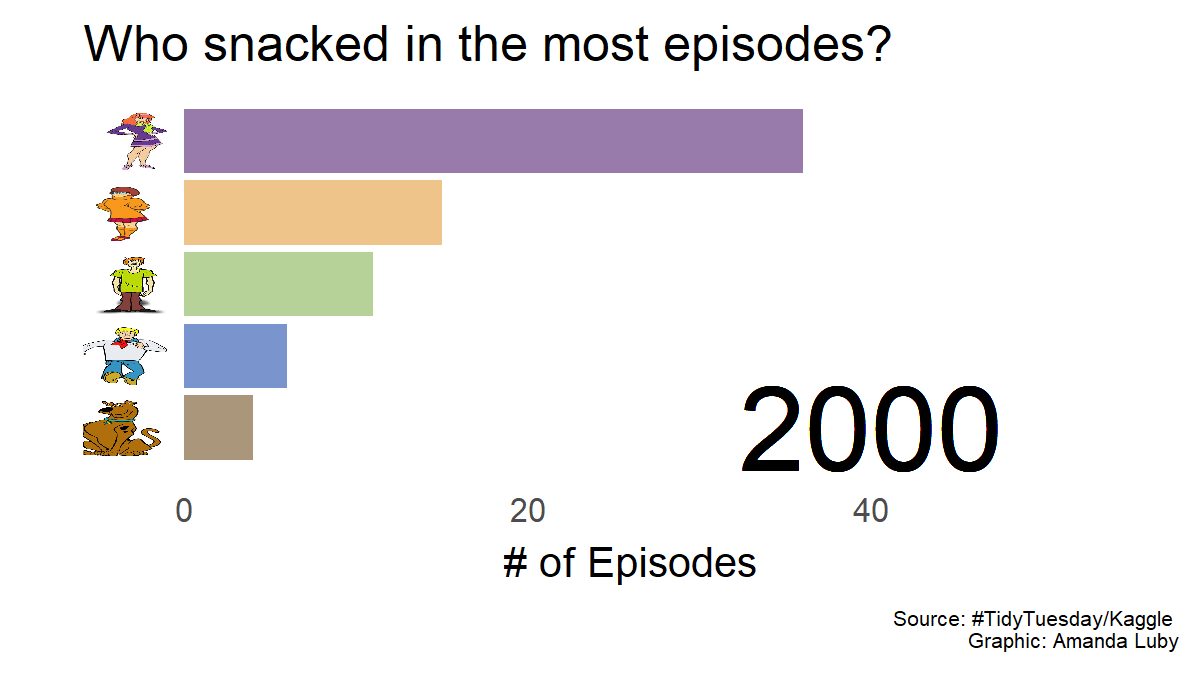 Who snacked in the most episodes?
2000
0 20 40
# of Episodes
Source: #TidyTuesday/Kaggle
Graphic: Amanda Luby